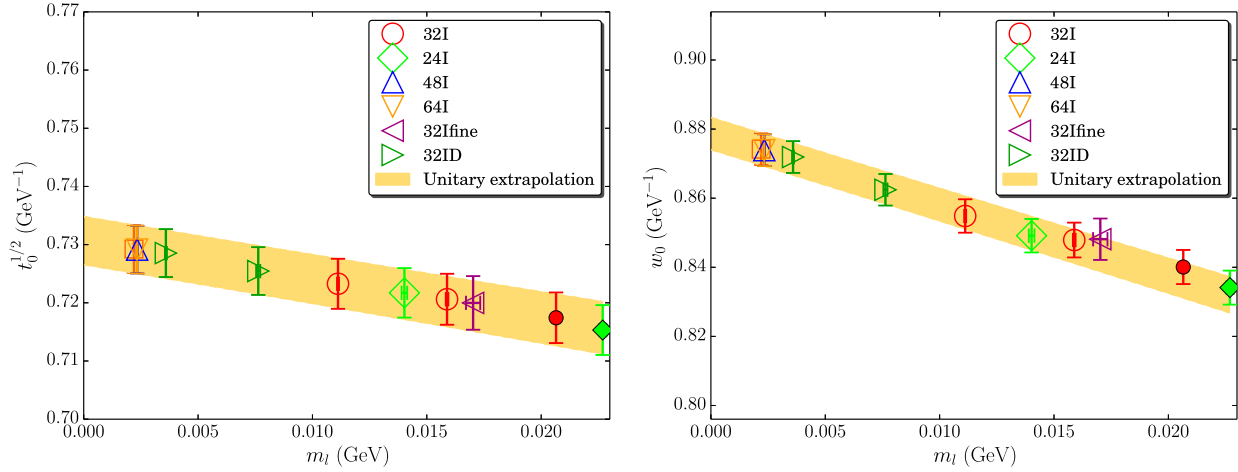 0.77
0.76
0.75
0.74
0.73
0.72
0.71
0.70
t_0^{1/2} (GeV^{-1})
32I
24I
48I
64I
32Ifine
32ID
Unitary extrapolation
0.000 0.005 0.010 0.015 0.020
m_l (GeV)
0.90
0.88
0.86
0.84
0.82
0.80
w_0 (GeV^{-1})
32I
24I
48I
64I
32Ifine
32ID
Unitary extrapolation
0.000 0.005 0.010 0.015 0.020
m_l (GeV)